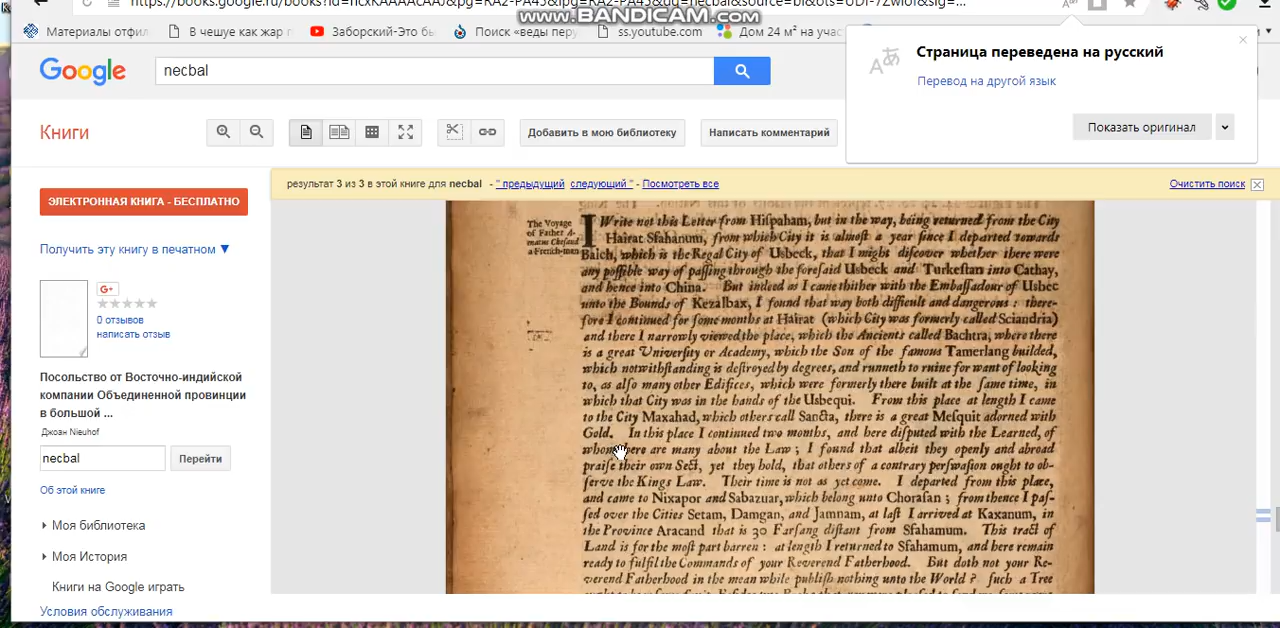 https://books.google.ru/books?id=
www.BANDICAM.com
Материалы отфил
В чешуе как жар -
Заборский-Это бы
Поиск «веды пер
ss.youtube.com
Дом 24 м² на учас
Страница переведена на русский
Перевод на другой язык
Показать оригинал
Google
necbal
Книги
Добавить в мою библиотеку
Написать комментарий
результат 3 из 3 в этой книге для necbal - " предыдущий следующий " - Посмотреть все
Очистить поиск
ЭЛЕКТРОННАЯ КНИГА - БЕСПЛАТНО
Получить эту книгу в печатном ▼
G+
0 отзывов
написать отзыв
Посольство от Восточно-индийской
компании Объединенной провинции
в большой ...
Джоан Nieuhof
necbal
Перейти
Об этой книге
Моя библиотека
Моя История
Книги на Google играть
Условия обслуживания
The Voyage
of Father A-
a French-man
I Write not this Letter from Hiſpaham, but in the way, being returned from the City
Hairat Sfahanum, from which City it is almoſt a year ſince I departed towards
Balch, which is the Regal City of Usbeck, that I might diſcover whether there were
any poſſible way of paſſing through the foreſaid Usbeck and Turkeſtan into Cathay,
and hence into China. But indeed as I came thither with the Embaſſadour of Usbec
unto the Bounds of Kezalbax, I found that way both difficult and dangerous : there-
fore I continued for ſome months at Hairat (which City was formerly called Sciandria)
and there I narrowly viewed the place, which the Ancients called Bachtra, where there
is a great Univerſity or Academy, which the Son of the famous Tamerlang builded,
which notwithſtanding is deſtroyed by degrees, and runneth to ruine for want of looking
to, as alſo many other Edifices, which were formerly there built at the ſame time, in
which that City was in the hands of the Usbequi. From this place at length I came
to the City Maxahad, which others call Sancta, there is a great Meſquit adorned with
Gold. In this place I continued two months, and here diſputed with the Learned, of
whom there are many about the Law ; I found that albeit they openly and abroad
praiſe their own Sect, yet they hold, that others of a contrary perſwaſion ought to ob-
ſerve the Kings Law. Their time is not as yet come. I departed from this place,
and came to Nixapor and Sabazuar, which belong unto Choraſan ; from thence I paſ-
ſed over the Cities Setam, Damgan, and Jamnam, at laſt I arrived at Kaxanum, in
the Province Aracand that is 30 Farſang diſtant from Sfahamum. This tract of
Land is for the moſt part barren : at length I returned to Sfahamum, and here remain
ready to fulfil the Commands of your Reverend Fatherhood. But doth not your Re-
verend Fatherhood in the mean while publiſh nothing unto the World ? ſuch a Tree